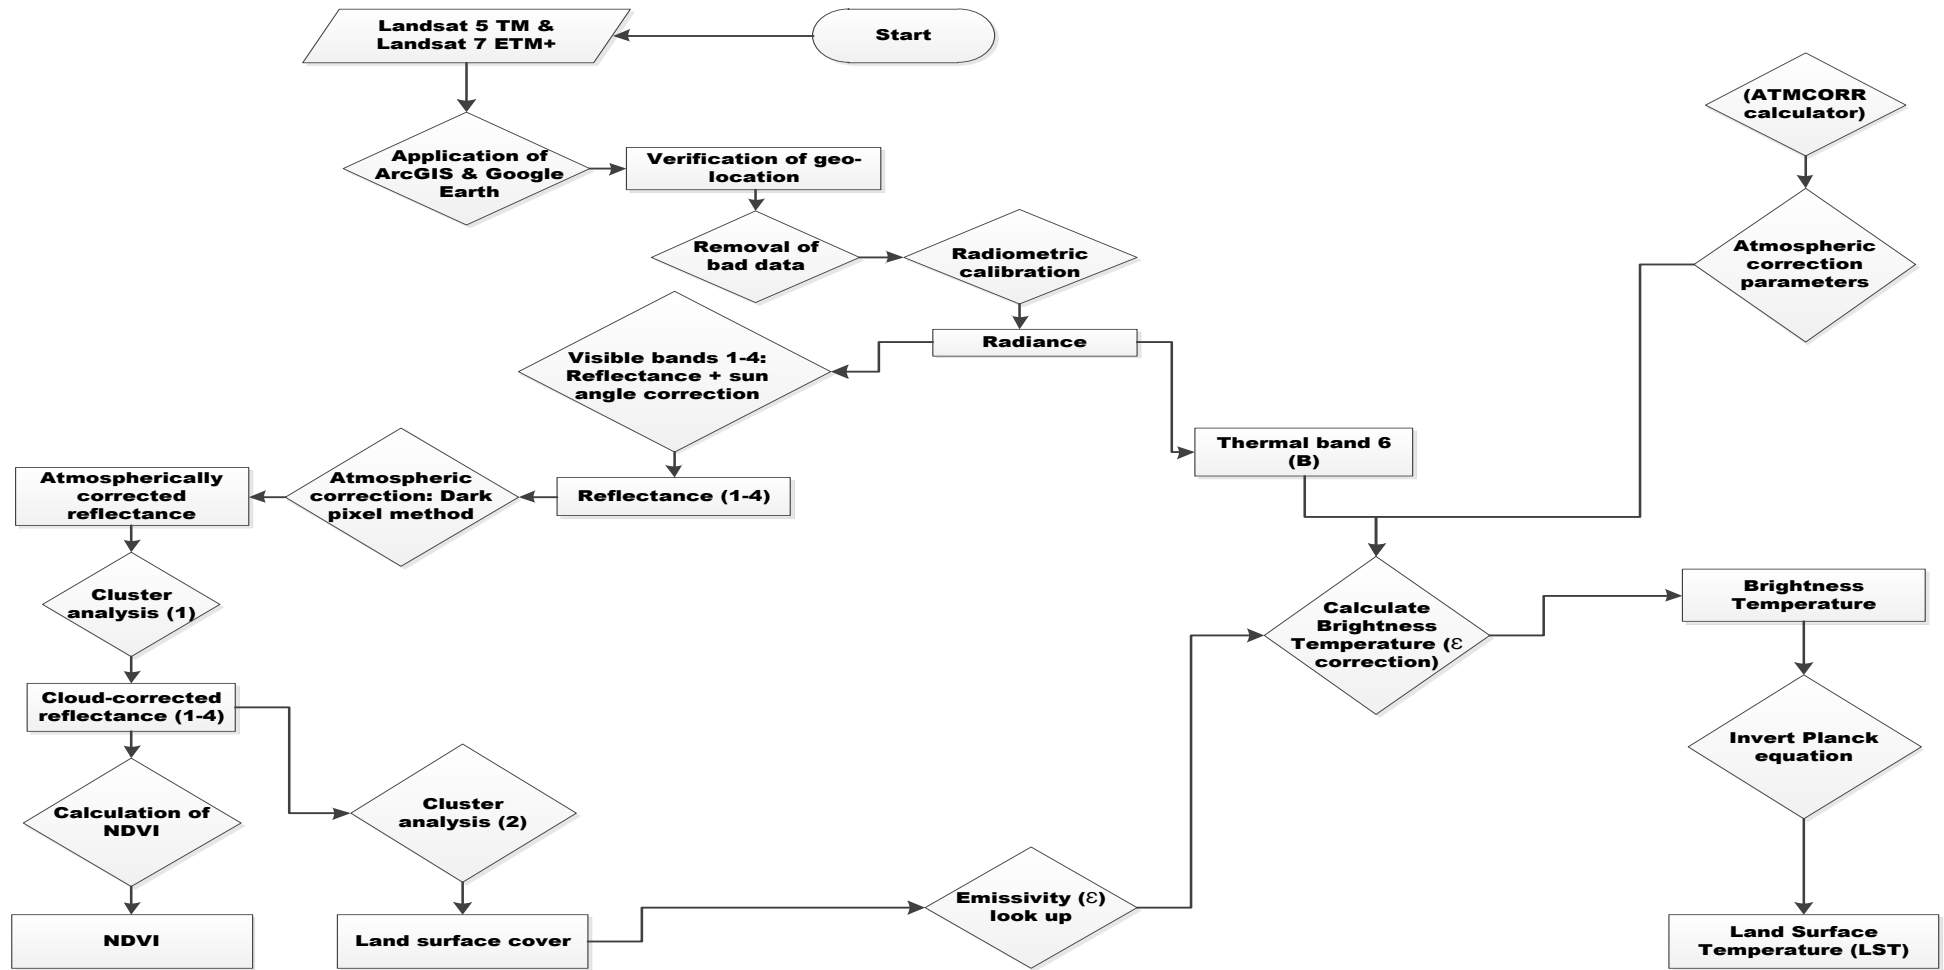 Landsat 5 TM &
Landsat 7 ETM+
Start
(ATMCORR
calculator)
Application of
ArcGIS & Google
Earth
Verification of geo-
location
Removal of
bad data
Radiometric
calibration
Atmospheric
correction
parameters
Radiance
Visible bands 1-4:
Reflectance + sun
angle correction
Thermal band 6
(B)
Atmospherically
corrected
reflectance
Atmospheric
correction: Dark
pixel method
Reflectance (1-4)
Cluster
analysis (1)
Calculate
Brightness
Temperature (ε
correction)
Brightness
Temperature
Cloud-corrected
reflectance (1-4)
Invert Planck
equation
Calculation of
NDVI
Cluster
analysis (2)
Emissivity (ε)
look up
NDVI
Land surface cover
Land Surface
Temperature (LST)